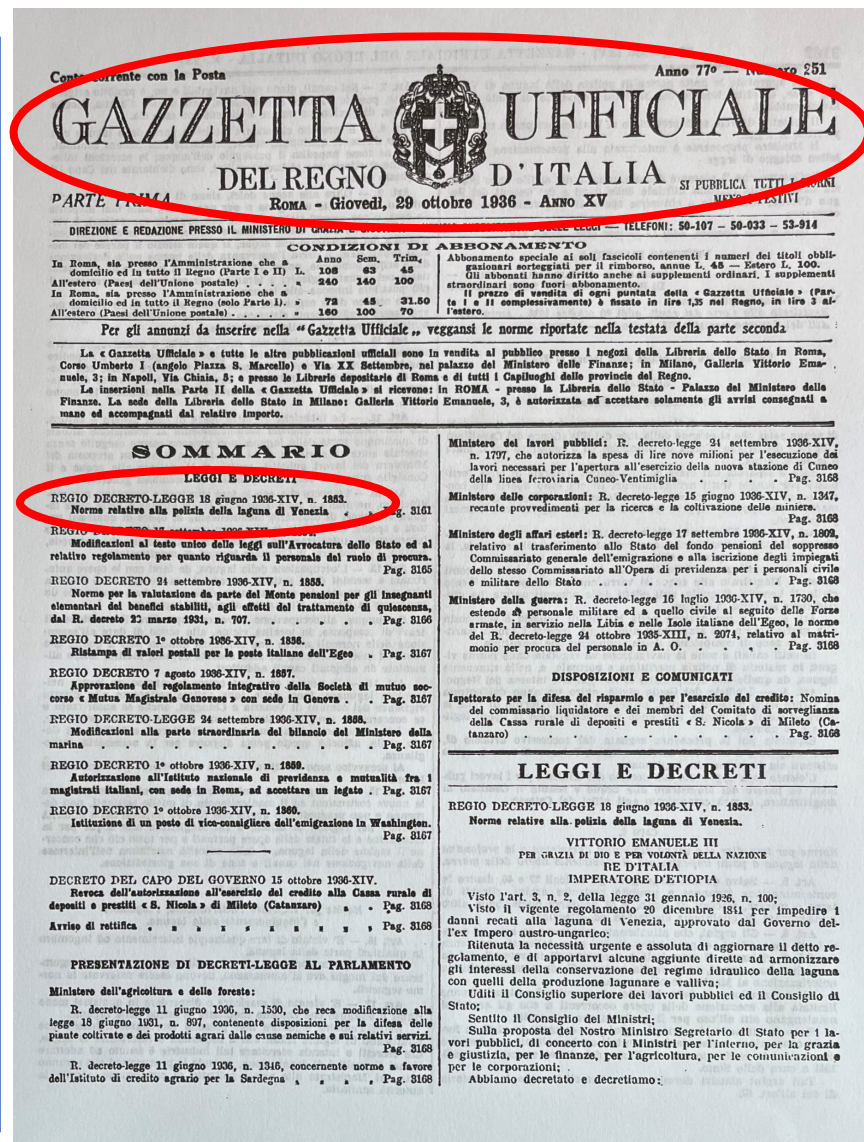 Conto corrente con la Posta
Anno 77° — Numero 251
GAZZETTA UFFICIALE
DEL REGNO D'ITALIA
PARTE PRIMA
ROMA - Giovedì, 29 ottobre 1936 - ANNO XV
SI PUBBLICA TUTTI I GIORNI
MENO I FESTIVI
DIREZIONE E REDAZIONE PRESSO IL MINISTERO DI GRAZIA E LEGGI — TELEFONI: 50-107 - 50-033 - 53-914
CONDIZIONI DI ABBONAMENTO
Anno Sem. Trim.
In Roma, sia presso l'Amministrazione che a
domicilio ed in tutto il Regno (Parte I e II) L. 108 63 45
All'estero (Paesi dell'Unione postale) . . . . » 240 140 100
In Roma, sia presso l'Amministrazione che a
domicilio ed in tutto il Regno (solo Parte I). » 72 45 31.50
All'estero (Paesi dell'Unione postale) . . . . . » 160 100 70
Abbonamento speciale ai soli fascicoli contenenti i numeri dei titoli obbli-
gazionari sorteggiati per il rimborso, annue L. 45 — Estero L. 100.
Gli abbonati hanno diritto anche ai supplementi ordinari. I supplementi
straordinari sono fuori abbonamento.
Il prezzo di vendita di ogni puntata della « Gazzetta Ufficiale » (Par-
te I e II complessivamente) è fissato in lire 1,35 nel Regno, in lire 3 al-
l'estero.
Per gli annunzi da inserire nella "Gazzetta Ufficiale„ veggansi le norme riportate nella testata della parte seconda
La « Gazzetta Ufficiale » e tutte le altre pubblicazioni ufficiali sono in vendita al pubblico presso i negozi della Libreria dello Stato in Roma,
Corso Umberto I (angolo Piazza S. Marcello) e Via XX Settembre, nel palazzo del Ministero delle Finanze; in Milano, Galleria Vittorio Ema-
nuele, 3; in Napoli, Via Chiaia, 5; e presso le Librerie depositarie di Roma e di tutti i Capiluoghi delle provincie del Regno.
Le inserzioni nella Parte II della « Gazzetta Ufficiale » si ricevono: in ROMA - presso la Libreria dello Stato - Palazzo del Ministero delle
Finanze. La sede della Libreria dello Stato in Milano: Galleria Vittorio Emanuele, 3, è autorizzata ad accettare solamente gli avvisi consegnati a
mano ed accompagnati dal relativo importo.
SOMMARIO
LEGGI E DECRETI
REGIO DECRETO-LEGGE 18 giugno 1936-XIV, n. 1853.
Norme relative alla polizia della laguna di Venezia . . Pag. 3161
REGIO DECRETO 17 settembre 1936-XIV,
Modificazioni al testo unico delle leggi sull'Avvocatura dello Stato ed al
relativo regolamento per quanto riguarda il personale del ruolo di procura.
Pag. 3165
REGIO DECRETO 24 settembre 1936-XIV, n. 1855.
Norme per la valutazione da parte del Monte pensioni per gli insegnanti
elementari dei benefici stabiliti, agli effetti del trattamento di quiescenza,
dal R. decreto 23 marzo 1931, n. 707. . . . . . Pag. 3166
REGIO DECRETO 1° ottobre 1936-XIV, n. 1856.
Ristampa di valori postali per le poste italiane dell'Egeo . Pag. 3167
REGIO DECRETO 7 agosto 1936-XIV, n. 1857.
Approvazione del regolamento integrativo della Società di mutuo soc-
corso « Mutua Magistrale Genovese » con sede in Genova . . Pag. 3167
REGIO DECRETO-LEGGE 24 settembre 1936-XIV, n. 1858.
Modificazioni alla parte straordinaria del bilancio del Ministero della
marina . . . . . . . . . . . Pag. 3167
REGIO DECRETO 1° ottobre 1936-XIV, n. 1859.
Autorizzazione all'Istituto nazionale di previdenza e mutualità fra i
magistrati italiani, con sede in Roma, ad accettare un legato . Pag. 3167
REGIO DECRETO 1° ottobre 1936-XIV, n. 1860.
Istituzione di un posto di vice-consigliere dell'emigrazione in Washington.
Pag. 3167
DECRETO DEL CAPO DEL GOVERNO 15 ottobre 1936-XIV.
Revoca dell'autorizzazione all'esercizio del credito alla Cassa rurale di
depositi e prestiti « S. Nicola » di Mileto (Catanzaro) . . Pag. 3168
Avviso di rettifica . . . . . . . . . Pag. 3168
PRESENTAZIONE DI DECRETI-LEGGE AL PARLAMENTO
Ministero dell'agricoltura e delle foreste:
R. decreto-legge 11 giugno 1936, n. 1530, che reca modificazione alla
legge 18 giugno 1931, n. 897, contenente disposizioni per la difesa delle
piante coltivate e dei prodotti agrari dalle cause nemiche e sui relativi servizi.
Pag. 3168
R. decreto-legge 11 giugno 1936, n. 1346, concernente norme a favore
dell'Istituto di credito agrario per la Sardegna . . . . Pag. 3168
Ministero dei lavori pubblici: R. decreto-legge 24 settembre 1936-XIV,
n. 1797, che autorizza la spesa di lire nove milioni per l'esecuzione dei
lavori necessari per l'apertura all'esercizio della nuova stazione di Cuneo
della linea ferroviaria Cuneo-Ventimiglia . . . . Pag. 3168
Ministero delle corporazioni: R. decreto-legge 15 giugno 1936-XIV, n. 1347,
recante provvedimenti per la ricerca e la coltivazione delle miniere.
Pag. 3168
Ministero degli affari esteri: R. decreto-legge 17 settembre 1936-XIV, n. 1802,
relativo al trasferimento allo Stato del fondo pensioni del soppresso
Commissariato generale dell'emigrazione e alla iscrizione degli impiegati
dello stesso Commissariato all'Opera di previdenza per i personali civile
e militare dello Stato . . . . . . . . Pag. 3168
Ministero della guerra: R. decreto-legge 16 luglio 1936-XIV, n. 1730, che
estende al personale militare ed a quello civile al seguito delle Forze
armate, in servizio nella Libia e nelle Isole italiane dell'Egeo, le norme
del R. decreto-legge 24 ottobre 1935-XIII, n. 2074, relativo al matri-
monio per procura del personale in A. O. . . . . Pag. 3168
DISPOSIZIONI E COMUNICATI
Ispettorato per la difesa del risparmio e per l'esercizio del credito: Nomina
del commissario liquidatore e dei membri del Comitato di sorveglianza
della Cassa rurale di depositi e prestiti « S. Nicola » di Mileto (Ca-
tanzaro) . . . . . . . . . . Pag. 3168
LEGGI E DECRETI
REGIO DECRETO-LEGGE 18 giugno 1936-XIV, n. 1853.
Norme relative alla polizia della laguna di Venezia.
VITTORIO EMANUELE III
PER GRAZIA DI DIO E PER VOLONTÀ DELLA NAZIONE
RE D'ITALIA
IMPERATORE D'ETIOPIA
Visto l'art. 3, n. 2, della legge 31 gennaio 1926, n. 100;
Visto il vigente regolamento 20 dicembre 1841 per impedire i
danni recati alla laguna di Venezia, approvato dal Governo del-
l'ex Impero austro-ungarico;
Ritenuta la necessità urgente e assoluta di aggiornare il detto re-
golamento, e di apportarvi alcune aggiunte dirette ad armonizzare
gli interessi della conservazione del regime idraulico della laguna
con quelli della produzione lagunare e valliva;
Uditi il Consiglio superiore dei lavori pubblici ed il Consiglio di
Stato;
Sentito il Consiglio dei Ministri;
Sulla proposta del Nostro Ministro Segretario di Stato per i la-
vori pubblici, di concerto con i Ministri per l'interno, per la grazia
e giustizia, per le finanze, per l'agricoltura, per le comunicazioni e
per le corporazioni;
Abbiamo decretato e decretiamo: